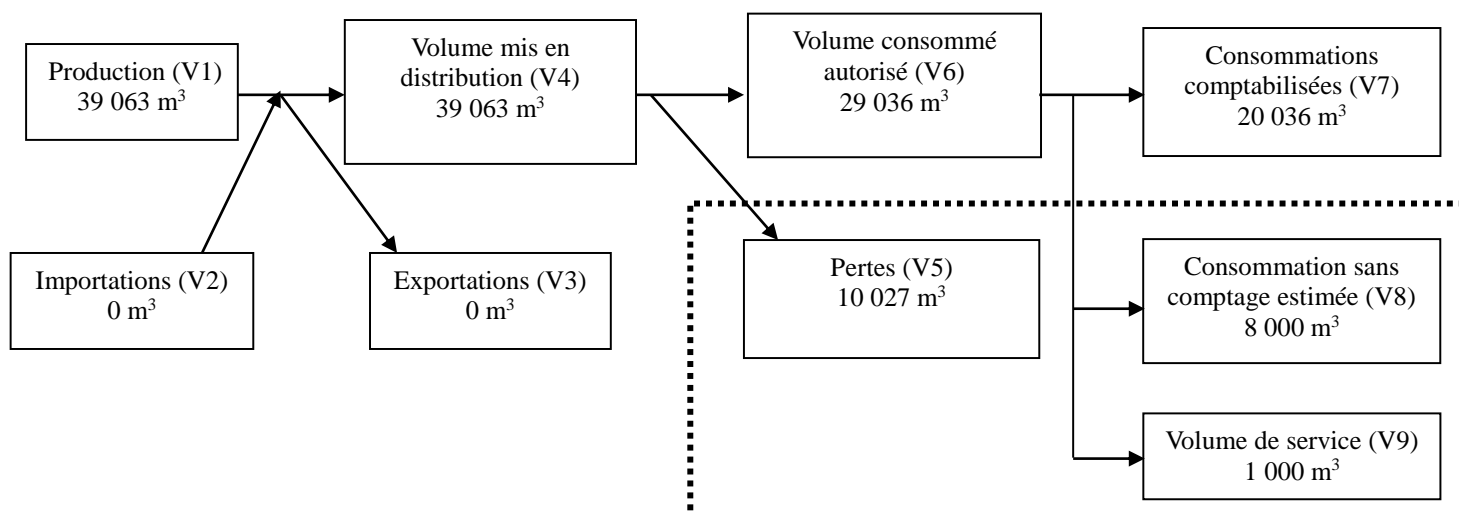 Production (V1)
39 063 m³
Volume mis en
distribution (V4)
39 063 m³
Volume consommé
autorisé (V6)
29 036 m³
Consommations
comptabilisées (V7)
20 036 m³
Importations (V2)
0 m³
Exportations (V3)
0 m³
Pertes (V5)
10 027 m³
Consommation sans
comptage estimée (V8)
8 000 m³
Volume de service (V9)
1 000 m³